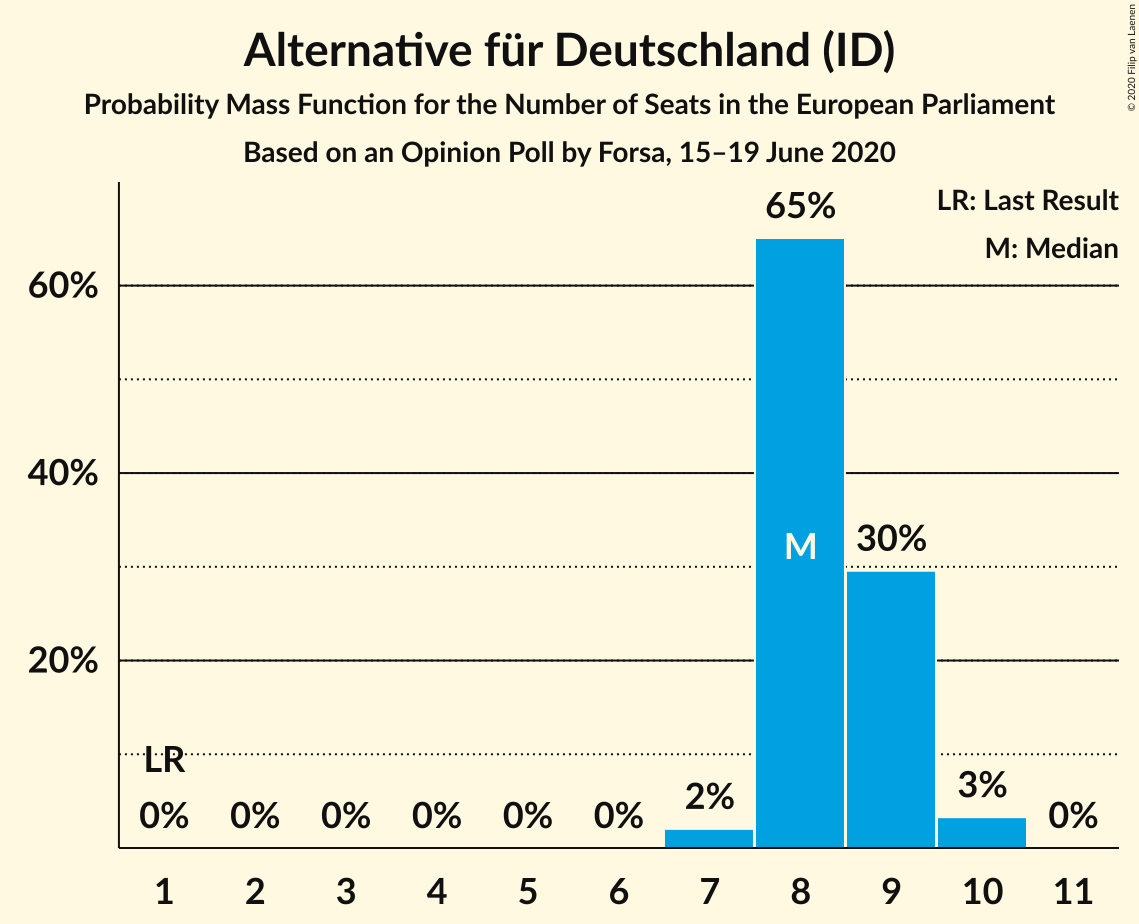 Alternative für Deutschland (ID)
Probability Mass Function for the Number of Seats in the European Parliament
Based on an Opinion Poll by Forsa, 15–19 June 2020
© 2020 Filip van Laenen
LR: Last Result
M: Median
60%
40%
20%
65%
M
30%
LR
0%
0%
0%
0%
0%
0%
2%
3%
0%
1 2 3 4 5 6 7 8 9 10 11